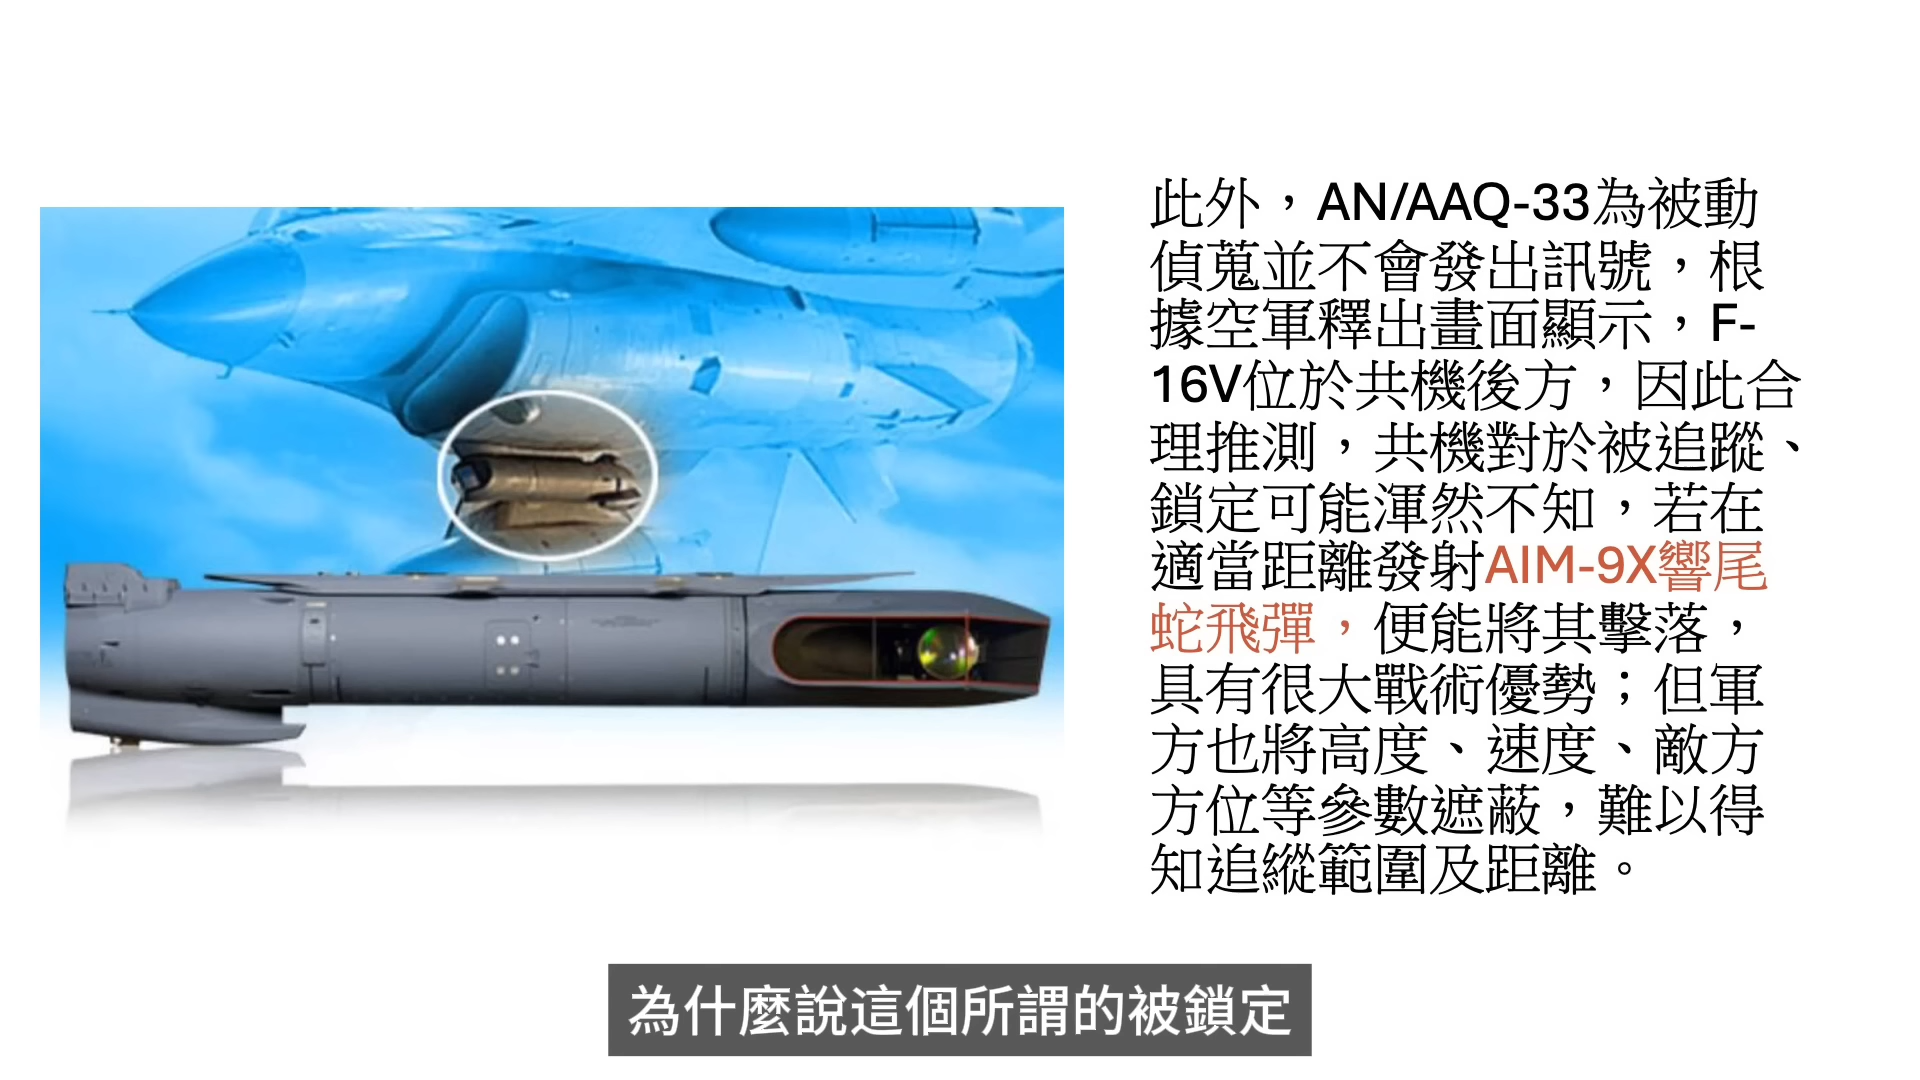 此外，AN/AAQ-33為被動
偵蒐並不會發出訊號，根
據空軍釋出畫面顯示，F-
16V位於共機後方，因此合
理推測，共機對於被追蹤、
鎖定可能渾然不知，若在
適當距離發射AIM-9X響尾
蛇飛彈，便能將其擊落，
具有很大戰術優勢；但軍
方也將高度、速度、敵方
方位等參數遮蔽，難以得
知追縱範圍及距離。
為什麼說這個所謂的被鎖定